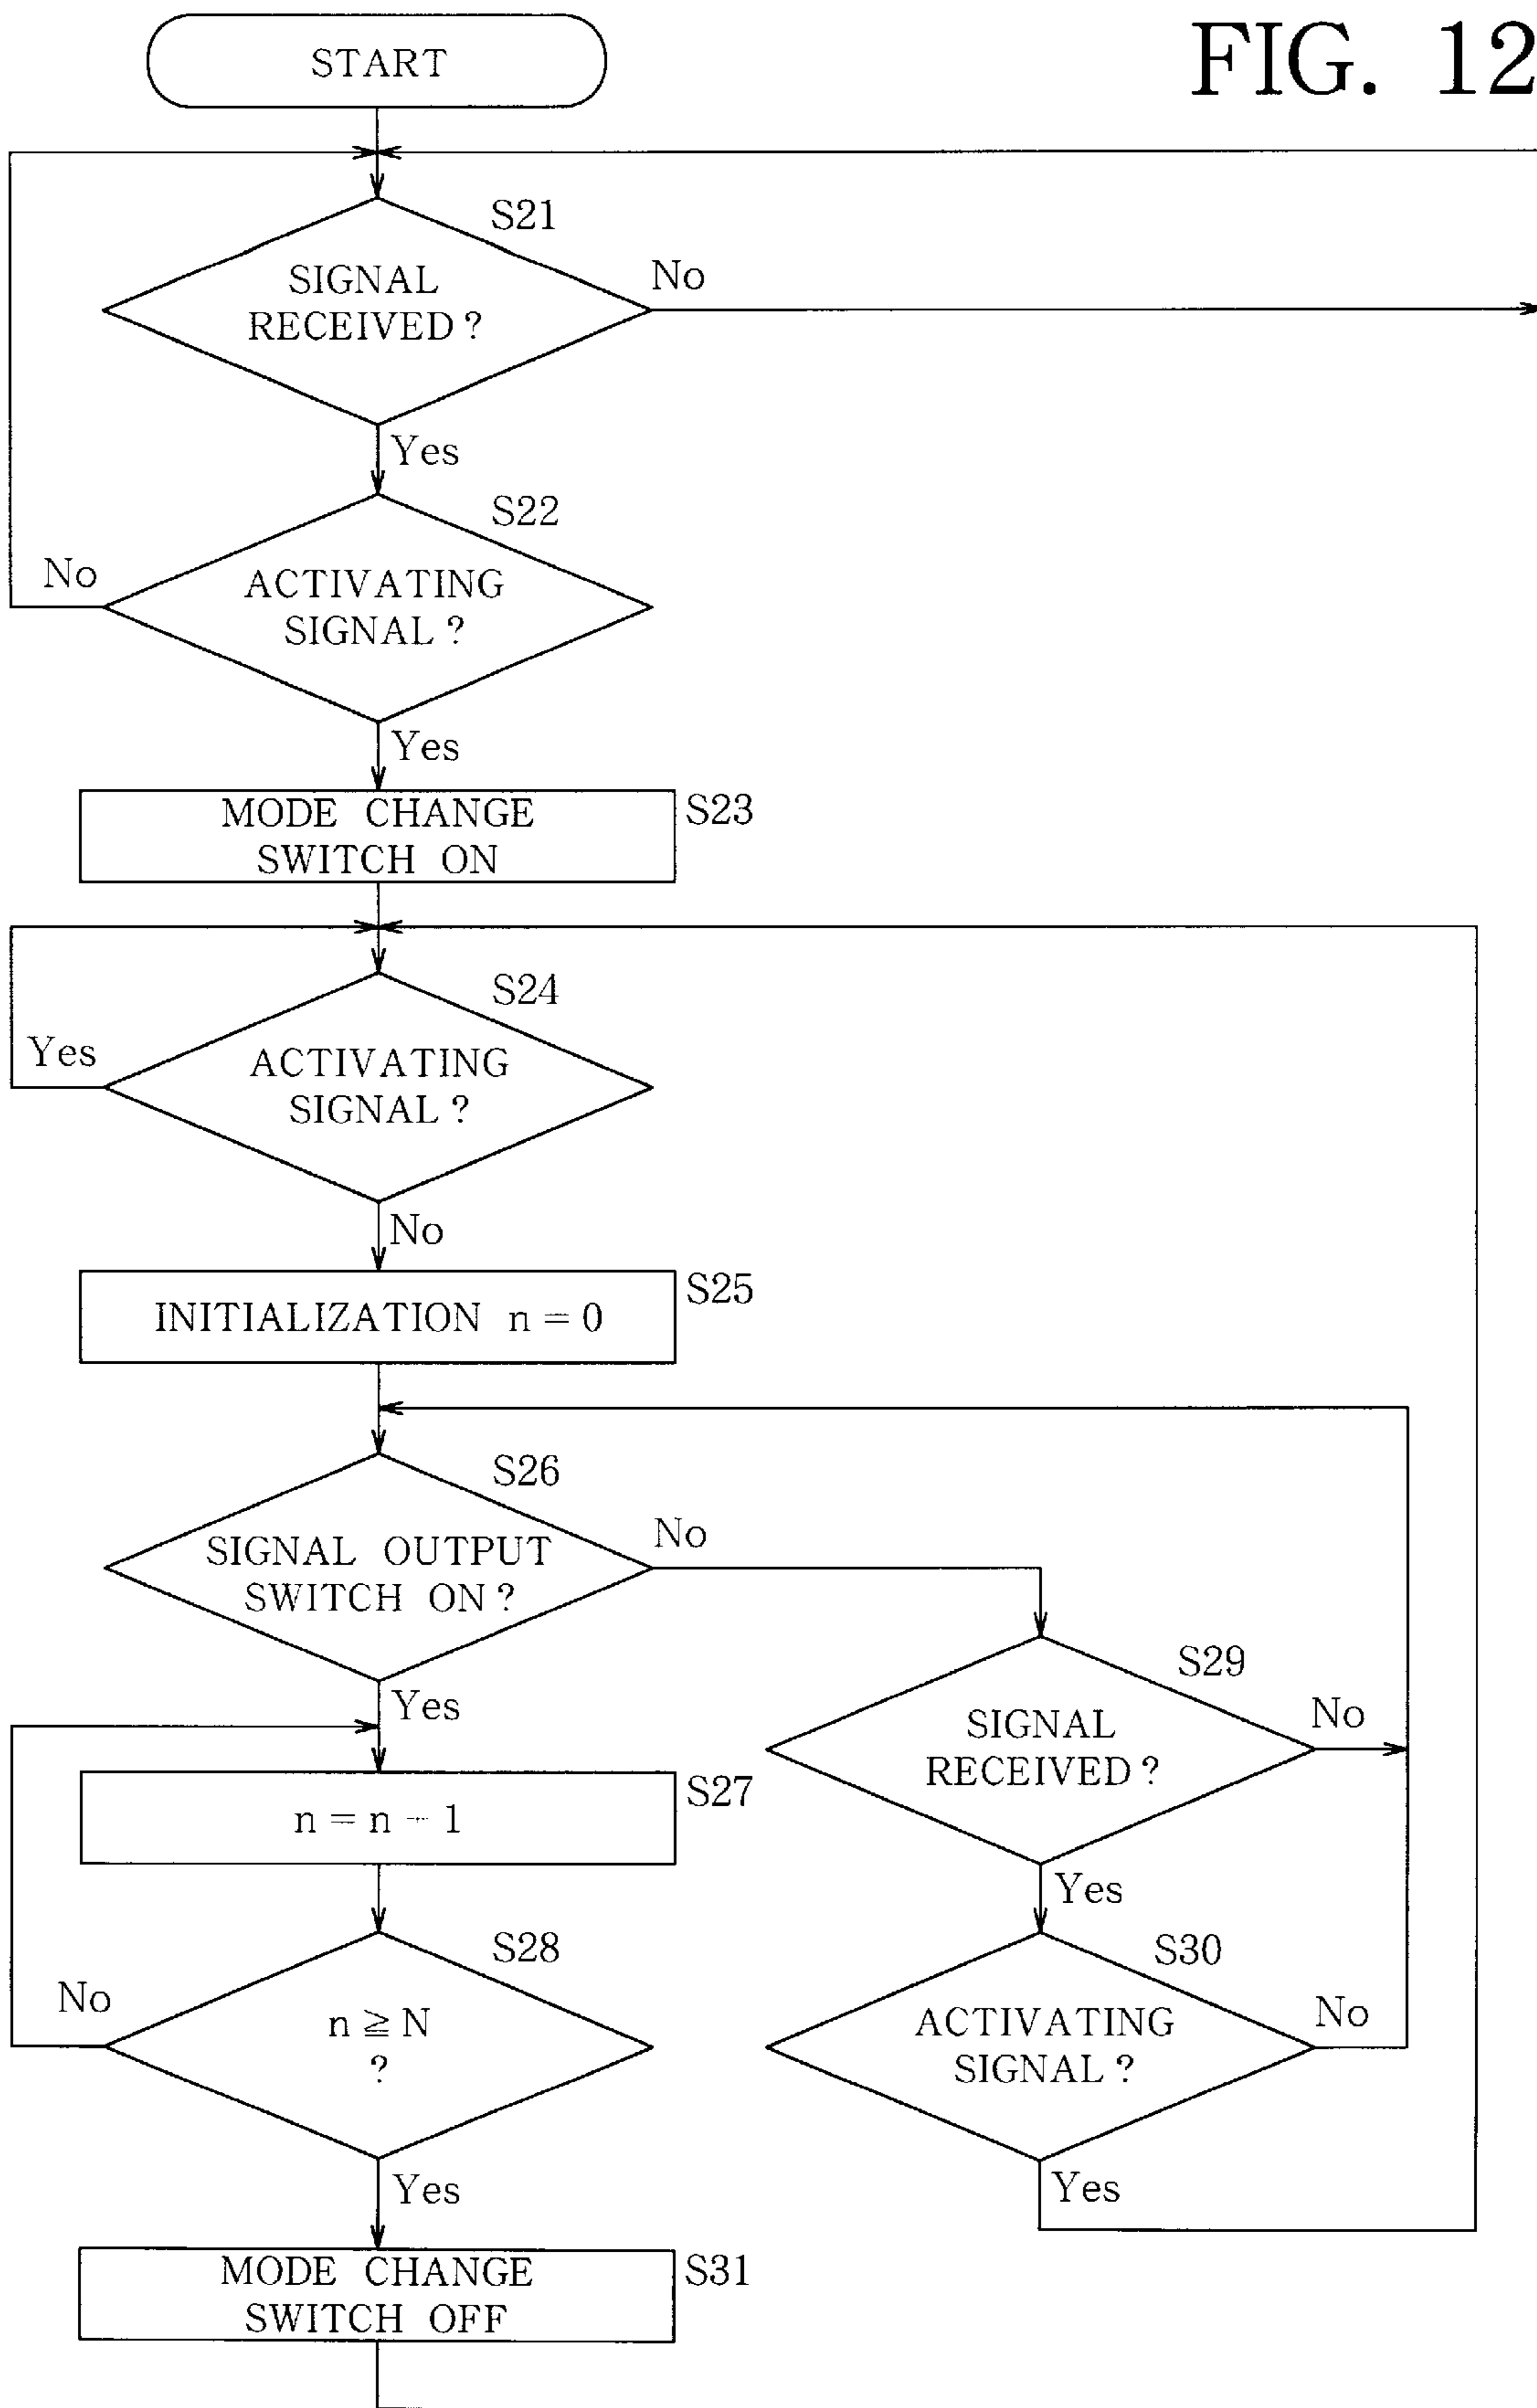 FIG. 12
START
S21
SIGNAL
RECEIVED?
No
Yes
S22
ACTIVATING
SIGNAL?
No
Yes
MODE CHANGE
SWITCH ON
S23
S24
ACTIVATING
SIGNAL?
Yes
No
INITIALIZATION n = 0
S25
S26
SIGNAL OUTPUT
SWITCH ON?
No
Yes
n = n - 1
S27
S28
n ≧ N
?
No
Yes
S29
SIGNAL
RECEIVED?
No
Yes
S30
ACTIVATING
SIGNAL?
No
Yes
MODE CHANGE
SWITCH OFF
S31